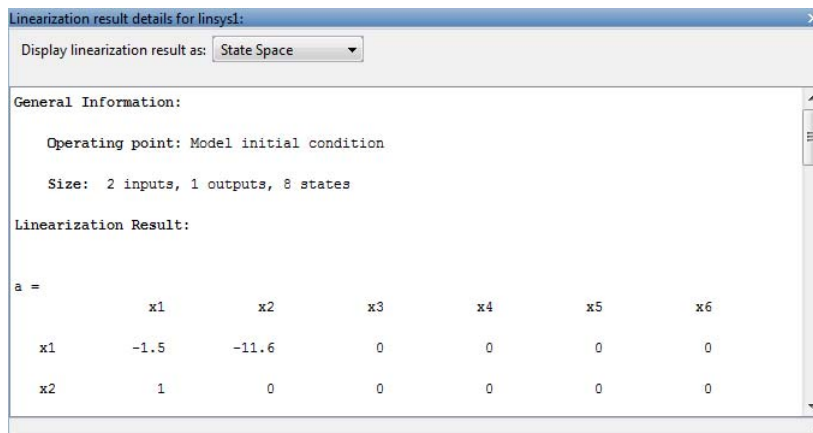 Linearization result details for linsys1:
Display linearization result as: State Space
General Information:
Operating point: Model initial condition
Size: 2 inputs, 1 outputs, 8 states
Linearization Result:
a =
x1 x2 x3 x4 x5 x6
x1 -1.5 -11.6 0 0 0 0
x2 1 0 0 0 0 0